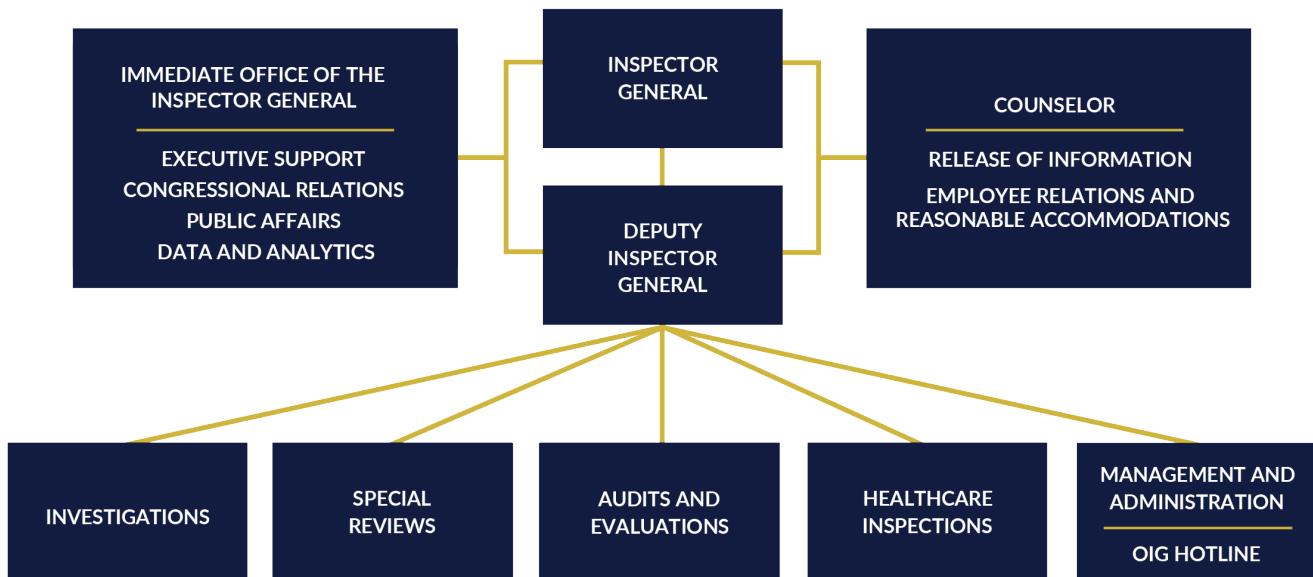 IMMEDIATE OFFICE OF THE
INSPECTOR GENERAL
EXECUTIVE SUPPORT
CONGRESSIONAL RELATIONS
PUBLIC AFFAIRS
DATA AND ANALYTICS
INSPECTOR
GENERAL
DEPUTY
INSPECTOR
GENERAL
COUNSELOR
RELEASE OF INFORMATION
EMPLOYEE RELATIONS AND
REASONABLE ACCOMMODATIONS
INVESTIGATIONS
SPECIAL
REVIEWS
AUDITS AND
EVALUATIONS
HEALTHCARE
INSPECTIONS
MANAGEMENT AND
ADMINISTRATION
OIG HOTLINE